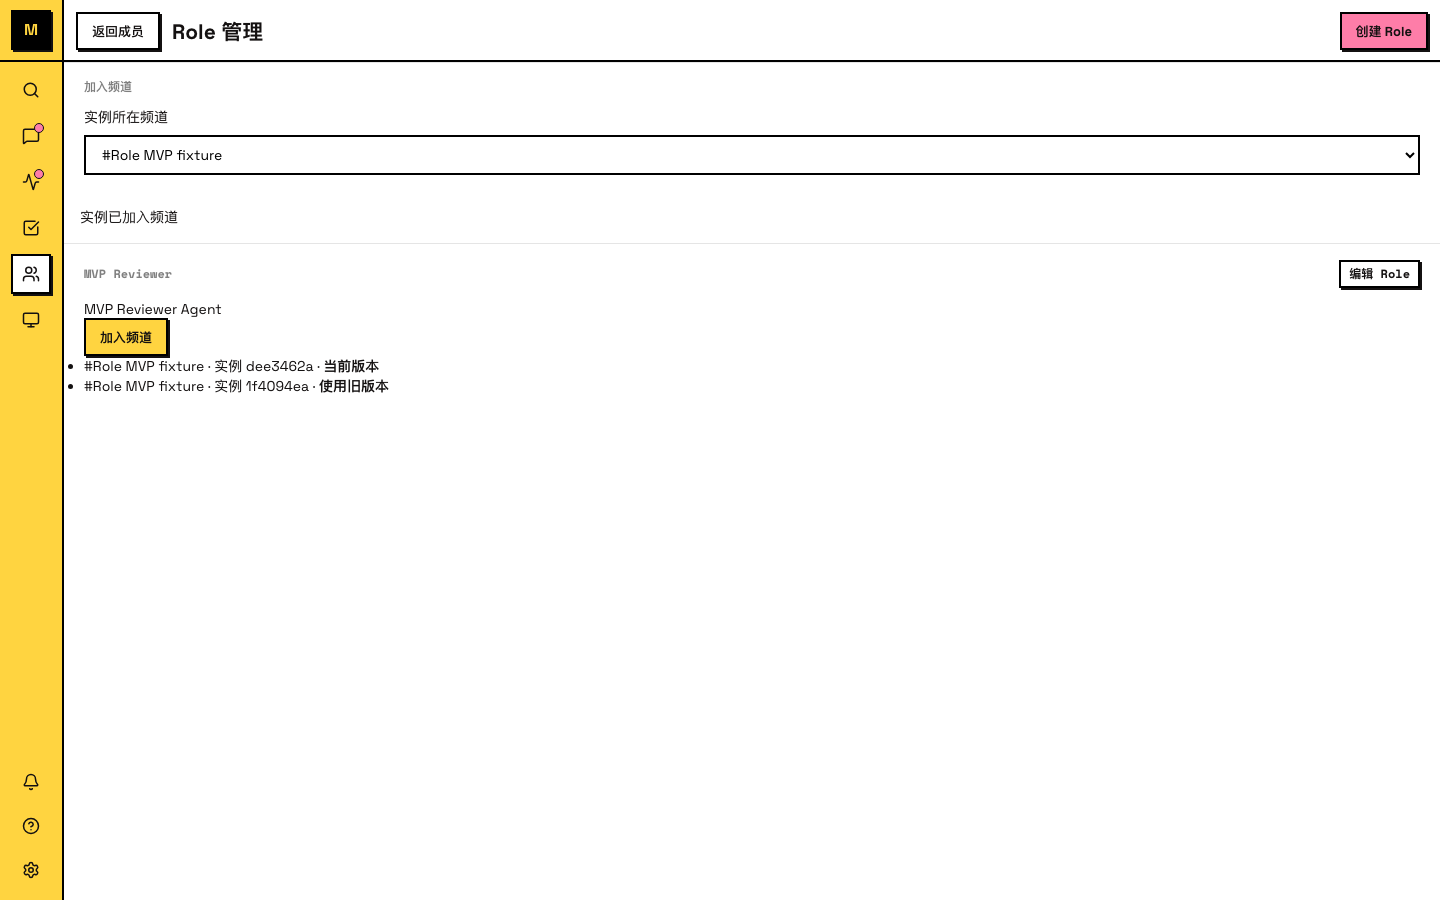 M
返回成员
Role 管理
创建 Role
加入频道
实例所在频道
#Role MVP fixture
实例已加入频道
MVP Reviewer
编辑 Role
MVP Reviewer Agent
加入频道
#Role MVP fixture · 实例 dee3462a · 当前版本
#Role MVP fixture · 实例 1f4094ea · 使用旧版本